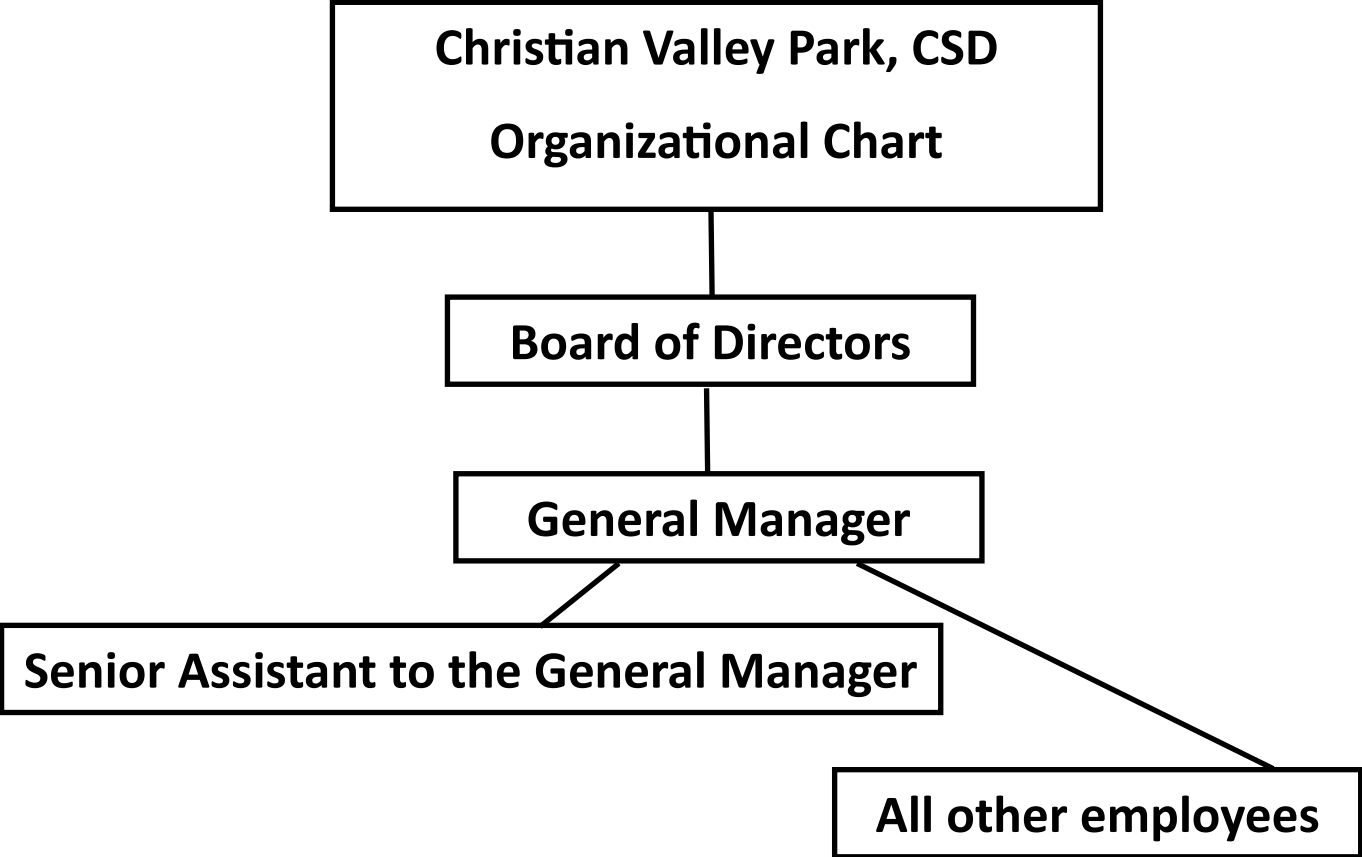 Christian Valley Park, CSD
Organizational Chart
Board of Directors
General Manager
Senior Assistant to the General Manager
All other employees